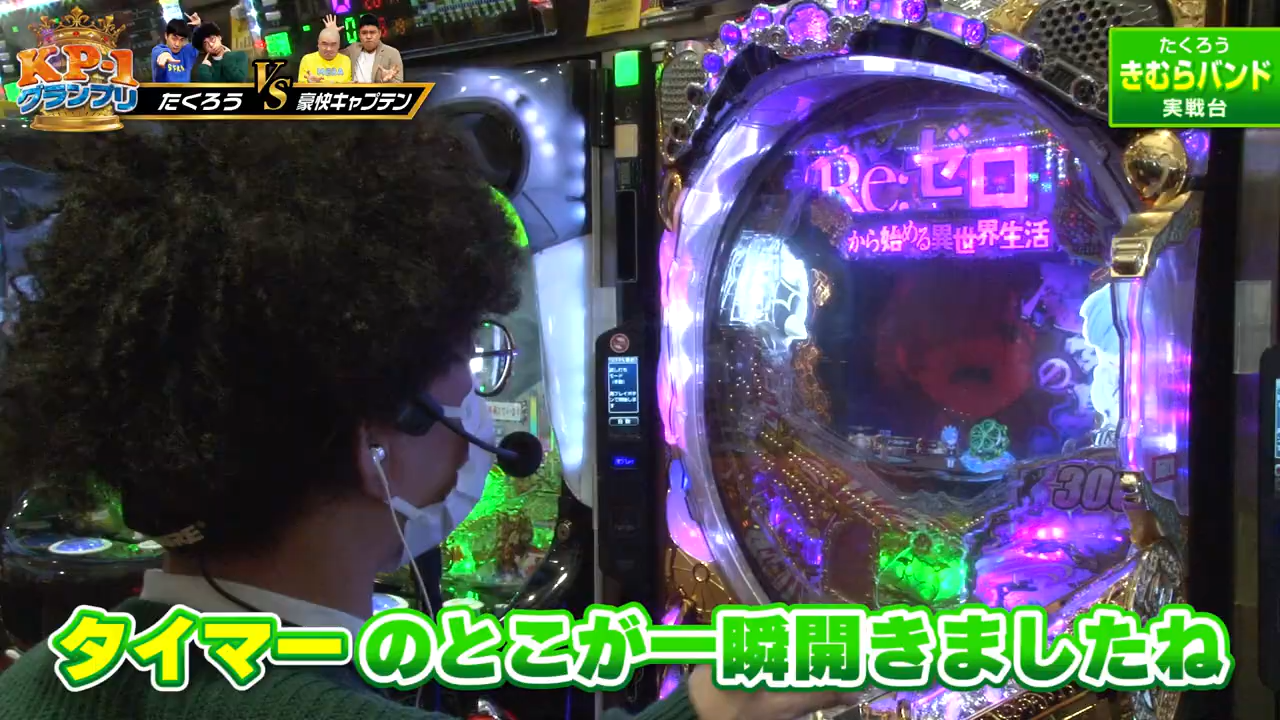 KP-1
グランプリ
たくろう
VS
豪快キャプテン
たくろう
きむらバンド
実戦台
Re:ゼロ
から始める異世界生活
タイマーのとこが一瞬開きましたね